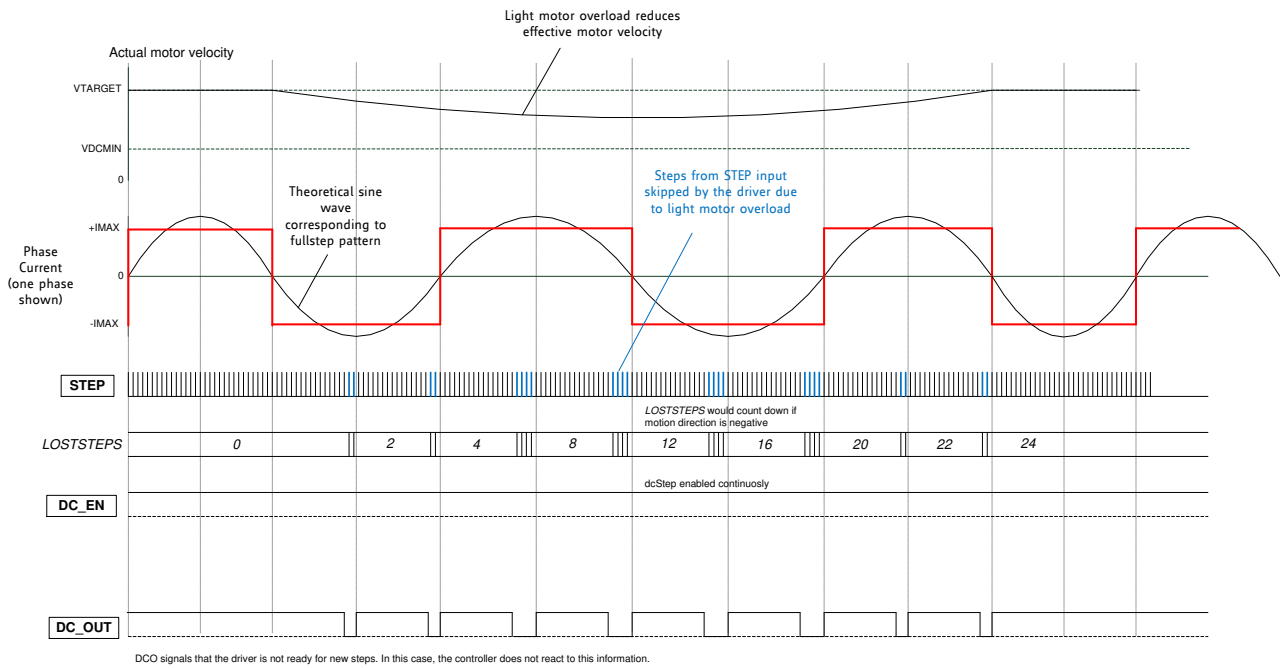 Light motor overload reduces
effective motor velocity
Actual motor velocity
VTARGET
VDCMIN
0
Steps from STEP input
skipped by the driver due
to light motor overload
Theoretical sine
wave
corresponding to
fullstep pattern
+IMAX
Phase
Current
(one phase
shown)
0
-IMAX
STEP
LOSTSTEPS would count down if
motion direction is negative
LOSTSTEPS
0 2 4 8 12 16 20 22 24
dcStep enabled continuosly
DC_EN
DC_OUT
DCO signals that the driver is not ready for new steps. In this case, the controller does not react to this information.